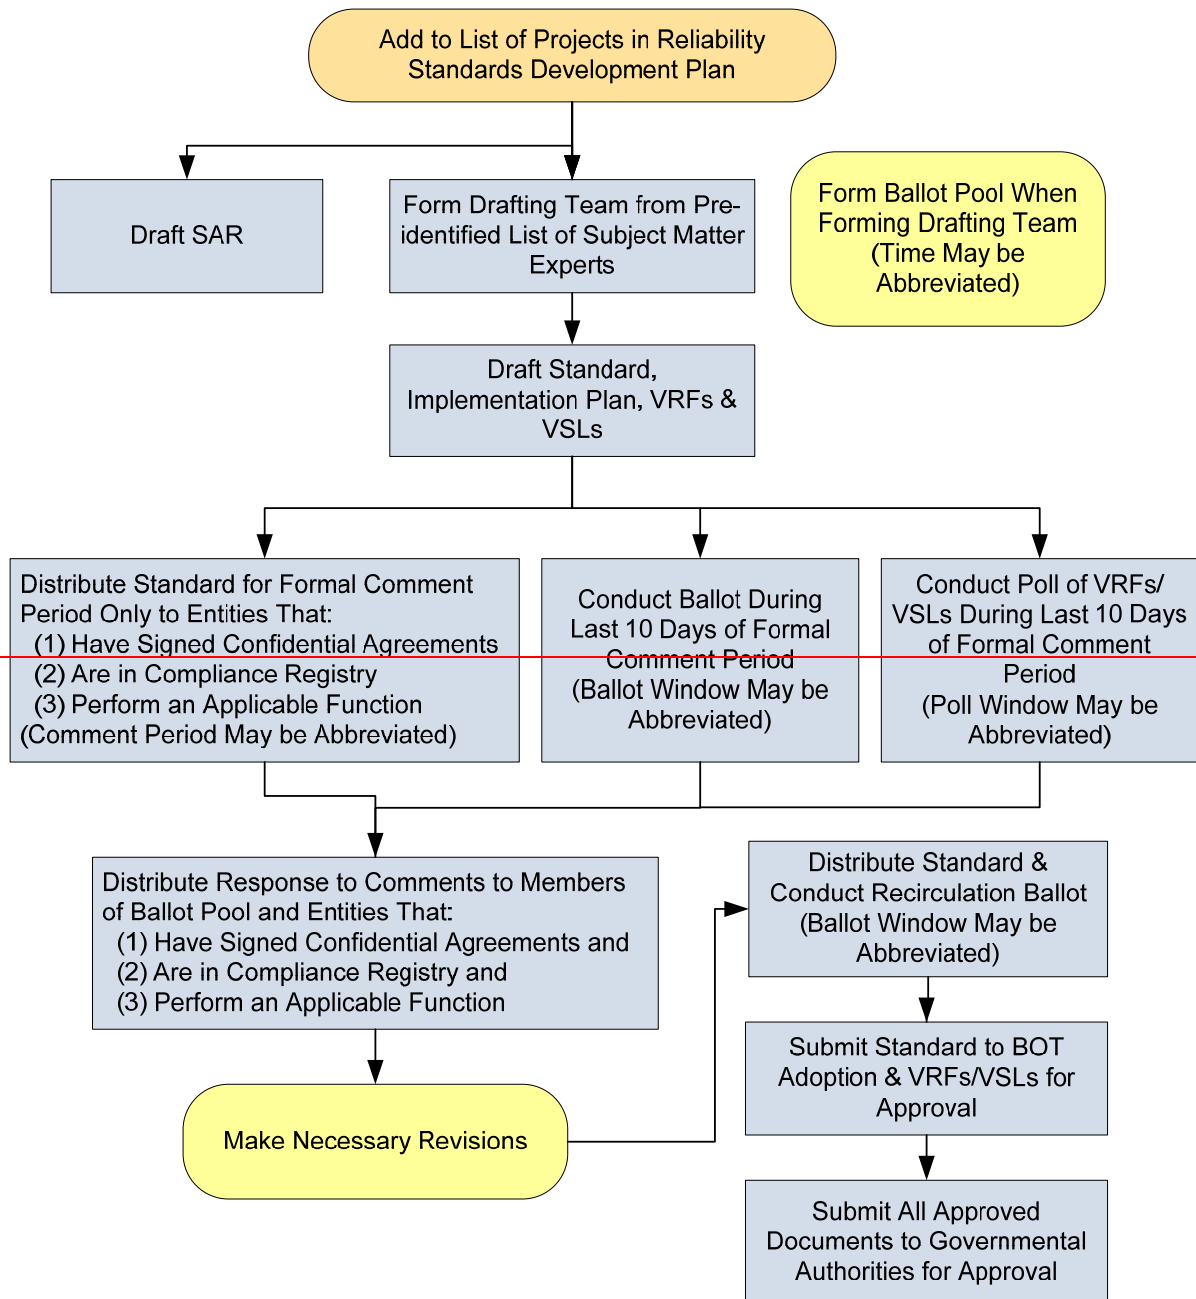 Add to List of Projects in Reliability
Standards Development Plan
Draft SAR
Form Drafting Team from Pre-
identified List of Subject Matter
Experts
Form Ballot Pool When
Forming Drafting Team
(Time May be
Abbreviated)
Draft Standard,
Implementation Plan, VRFs &
VSLs
Distribute Standard for Formal Comment
Period Only to Entities That:
(1) Have Signed Confidential Agreements
(2) Are in Compliance Registry
(3) Perform an Applicable Function
(Comment Period May be Abbreviated)
Conduct Ballot During
Last 10 Days of Formal
Comment Period
(Ballot Window May be
Abbreviated)
Conduct Poll of VRFs/
VSLs During Last 10 Days
of Formal Comment
Period
(Poll Window May be
Abbreviated)
Distribute Response to Comments to Members
of Ballot Pool and Entities That:
(1) Have Signed Confidential Agreements and
(2) Are in Compliance Registry and
(3) Perform an Applicable Function
Make Necessary Revisions
Distribute Standard &
Conduct Recirculation Ballot
(Ballot Window May be
Abbreviated)
Submit Standard to BOT
Adoption & VRFs/VSLs for
Approval
Submit All Approved
Documents to Governmental
Authorities for Approval